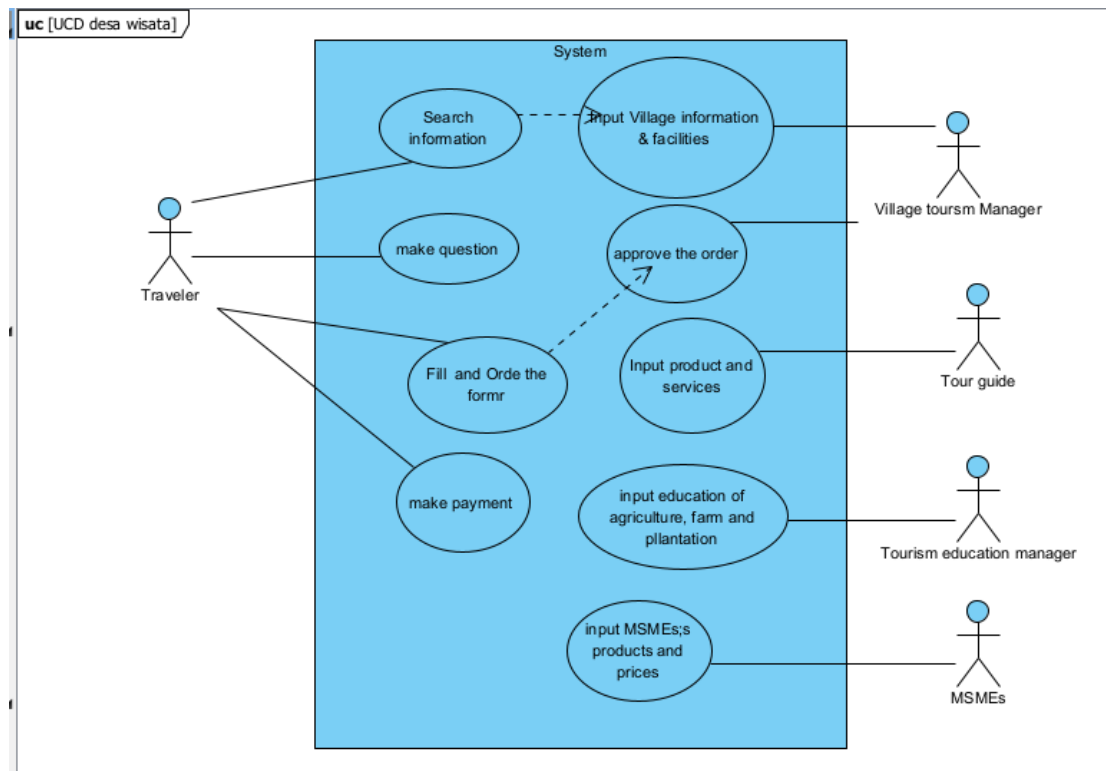 uc [UCD desa wisata]
System
Search
information
Input Village information
& facilities
Village toursm Manager
make question
approve the order
Traveler
Fill and Orde the
formr
Input product and
services
Tour guide
make payment
input education of
agriculture, farm and
pllantation
Tourism education manager
input MSMEs;s
products and
prices
MSMEs